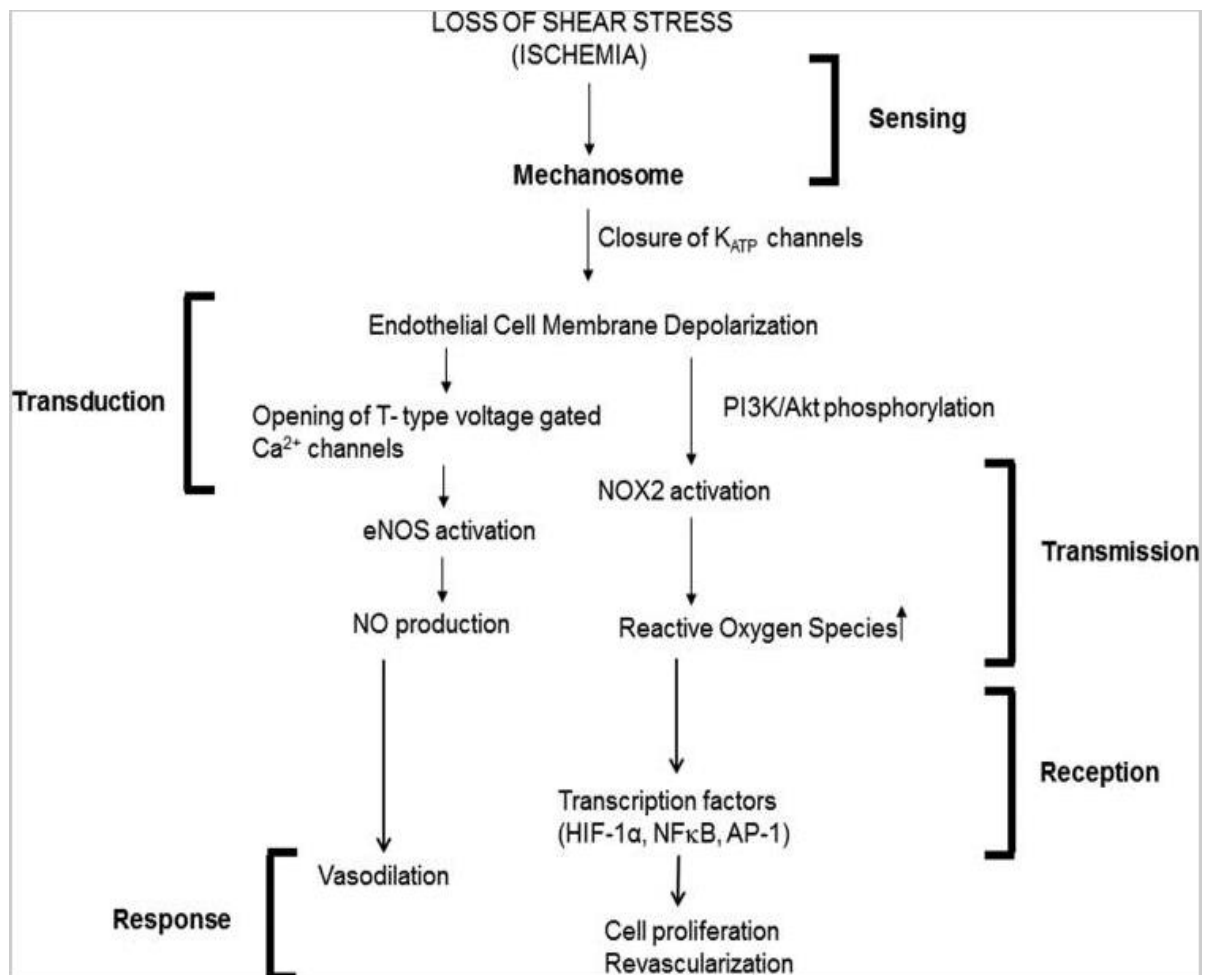 LOSS OF SHEAR STRESS
(ISCHEMIA)
Sensing
Mechanosome
Closure of K_ATP channels
Endothelial Cell Membrane Depolarization
Transduction
Opening of T- type voltage gated
Ca²⁺ channels
PI3K/Akt phosphorylation
NOX2 activation
eNOS activation
Transmission
NO production
Reactive Oxygen Species
Reception
Transcription factors
(HIF-1α, NFκB, AP-1)
Vasodilation
Response
Cell proliferation
Revascularization